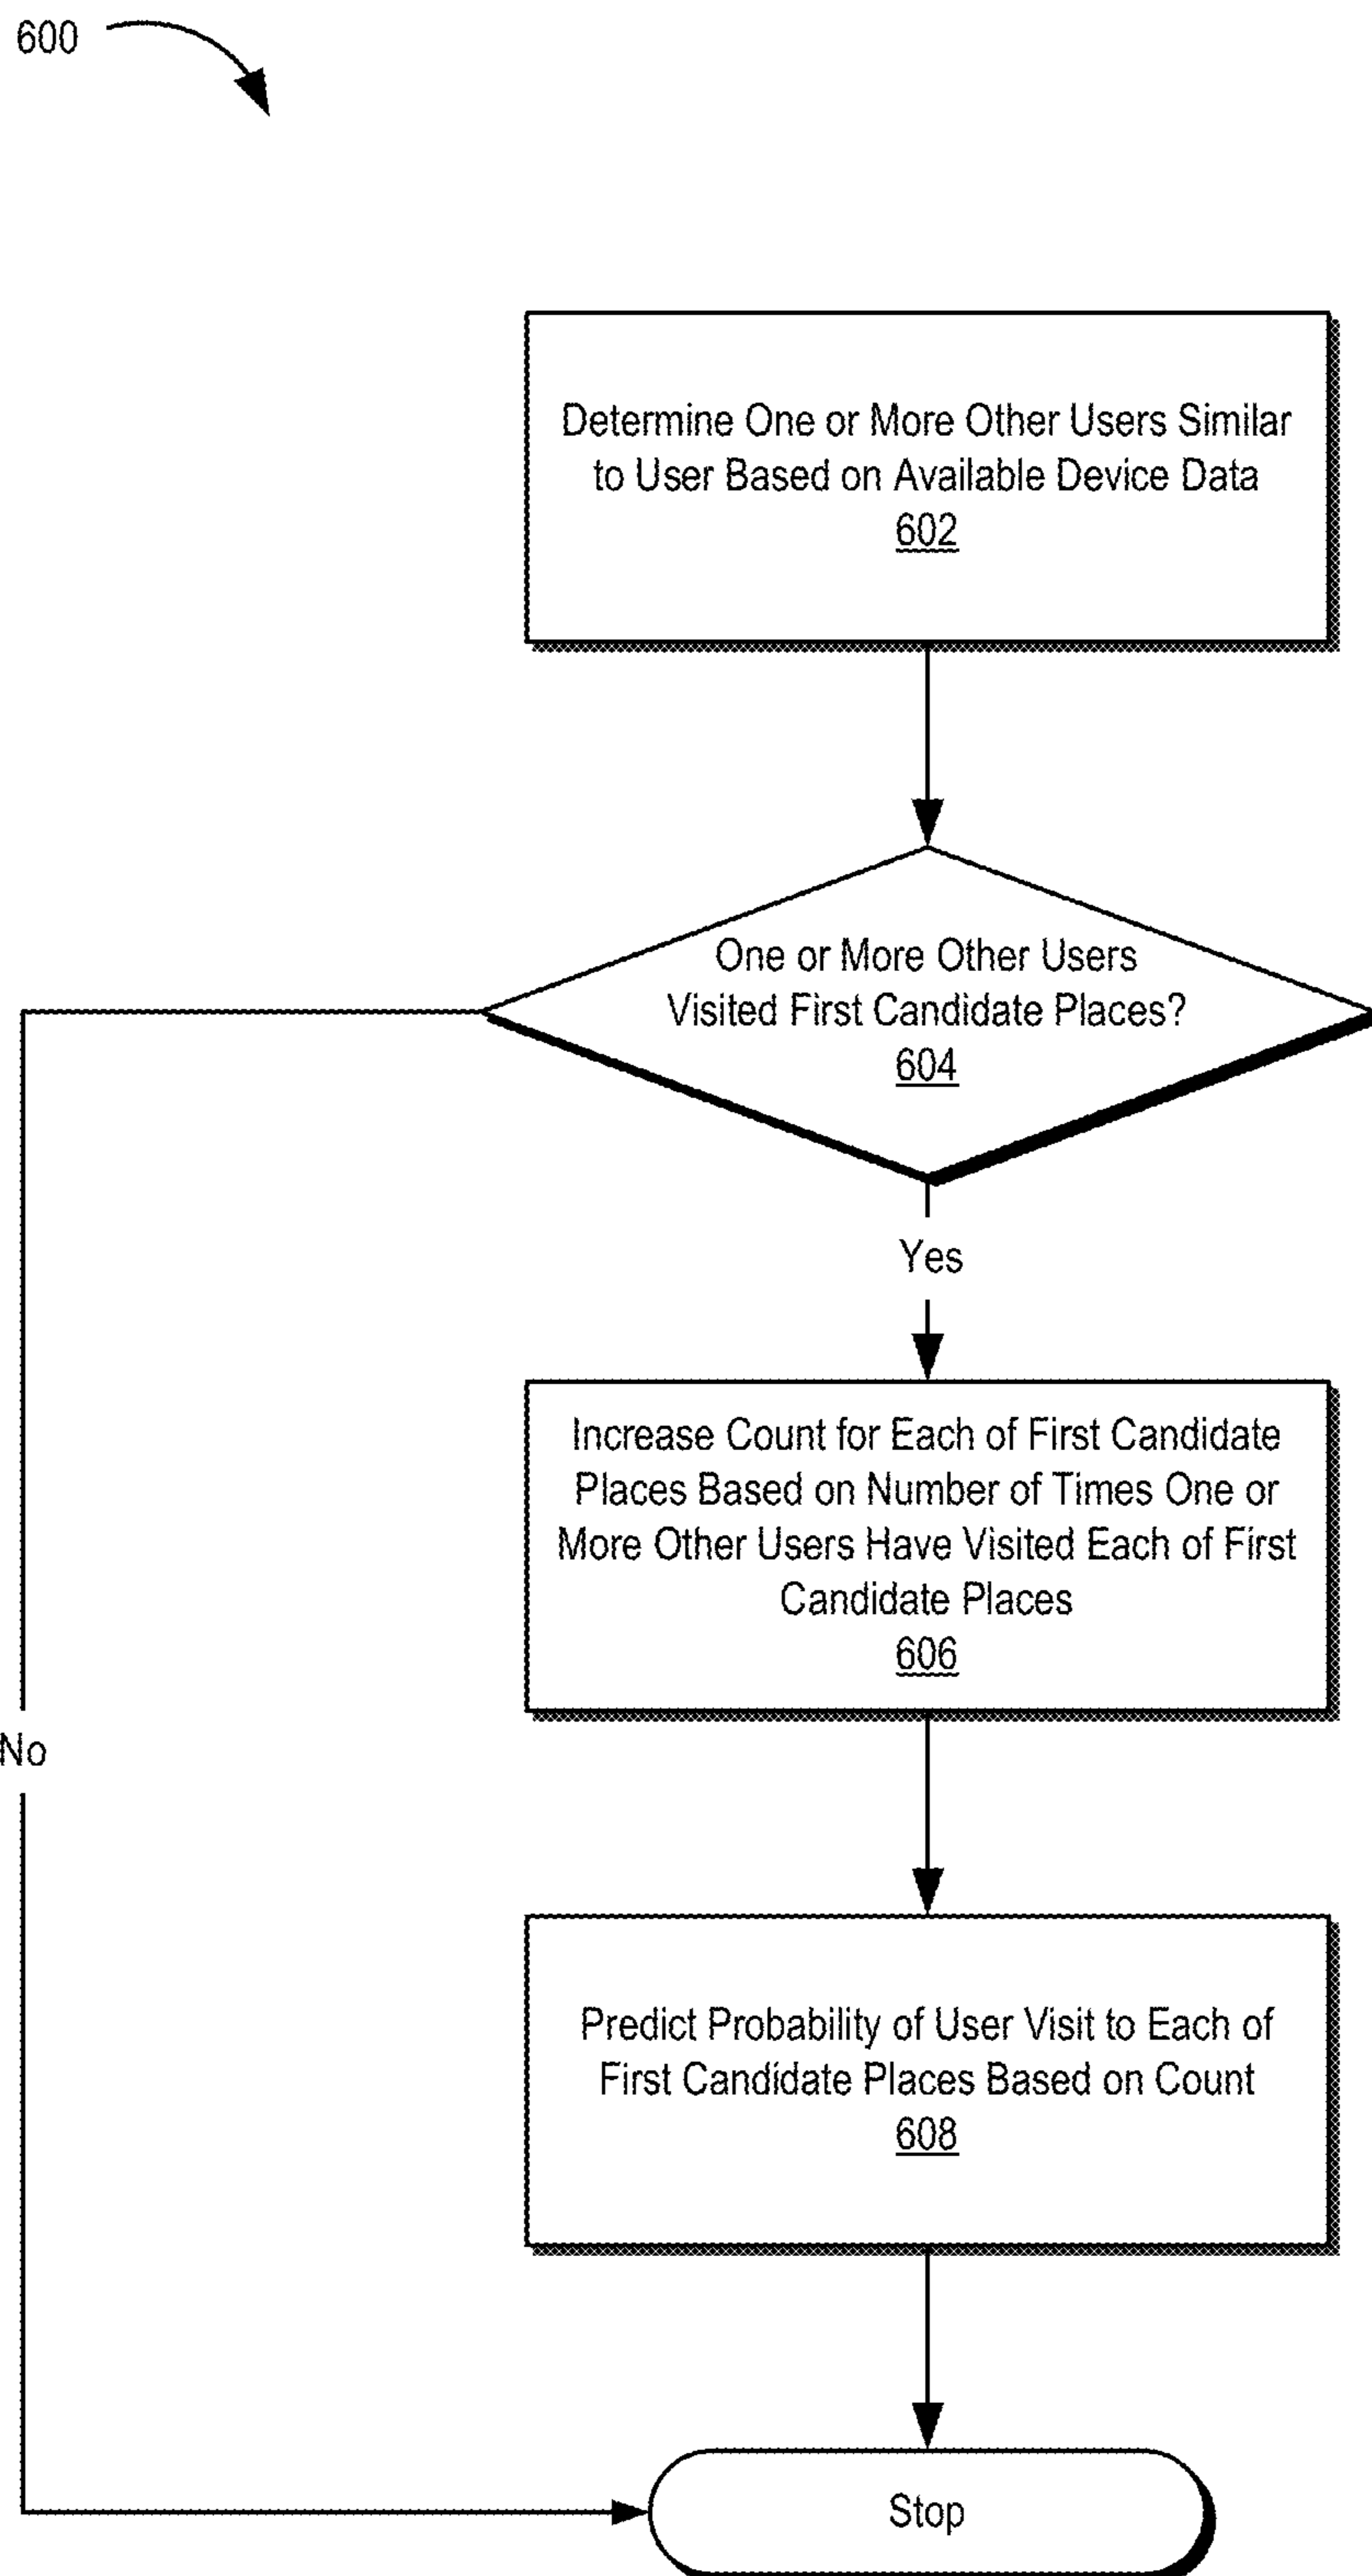 600
Determine One or More Other Users Similar
to User Based on Available Device Data
602
One or More Other Users
Visited First Candidate Places?
604
Yes
Increase Count for Each of First Candidate
Places Based on Number of Times One or
More Other Users Have Visited Each of First
Candidate Places
606
No
Predict Probability of User Visit to Each of
First Candidate Places Based on Count
608
Stop